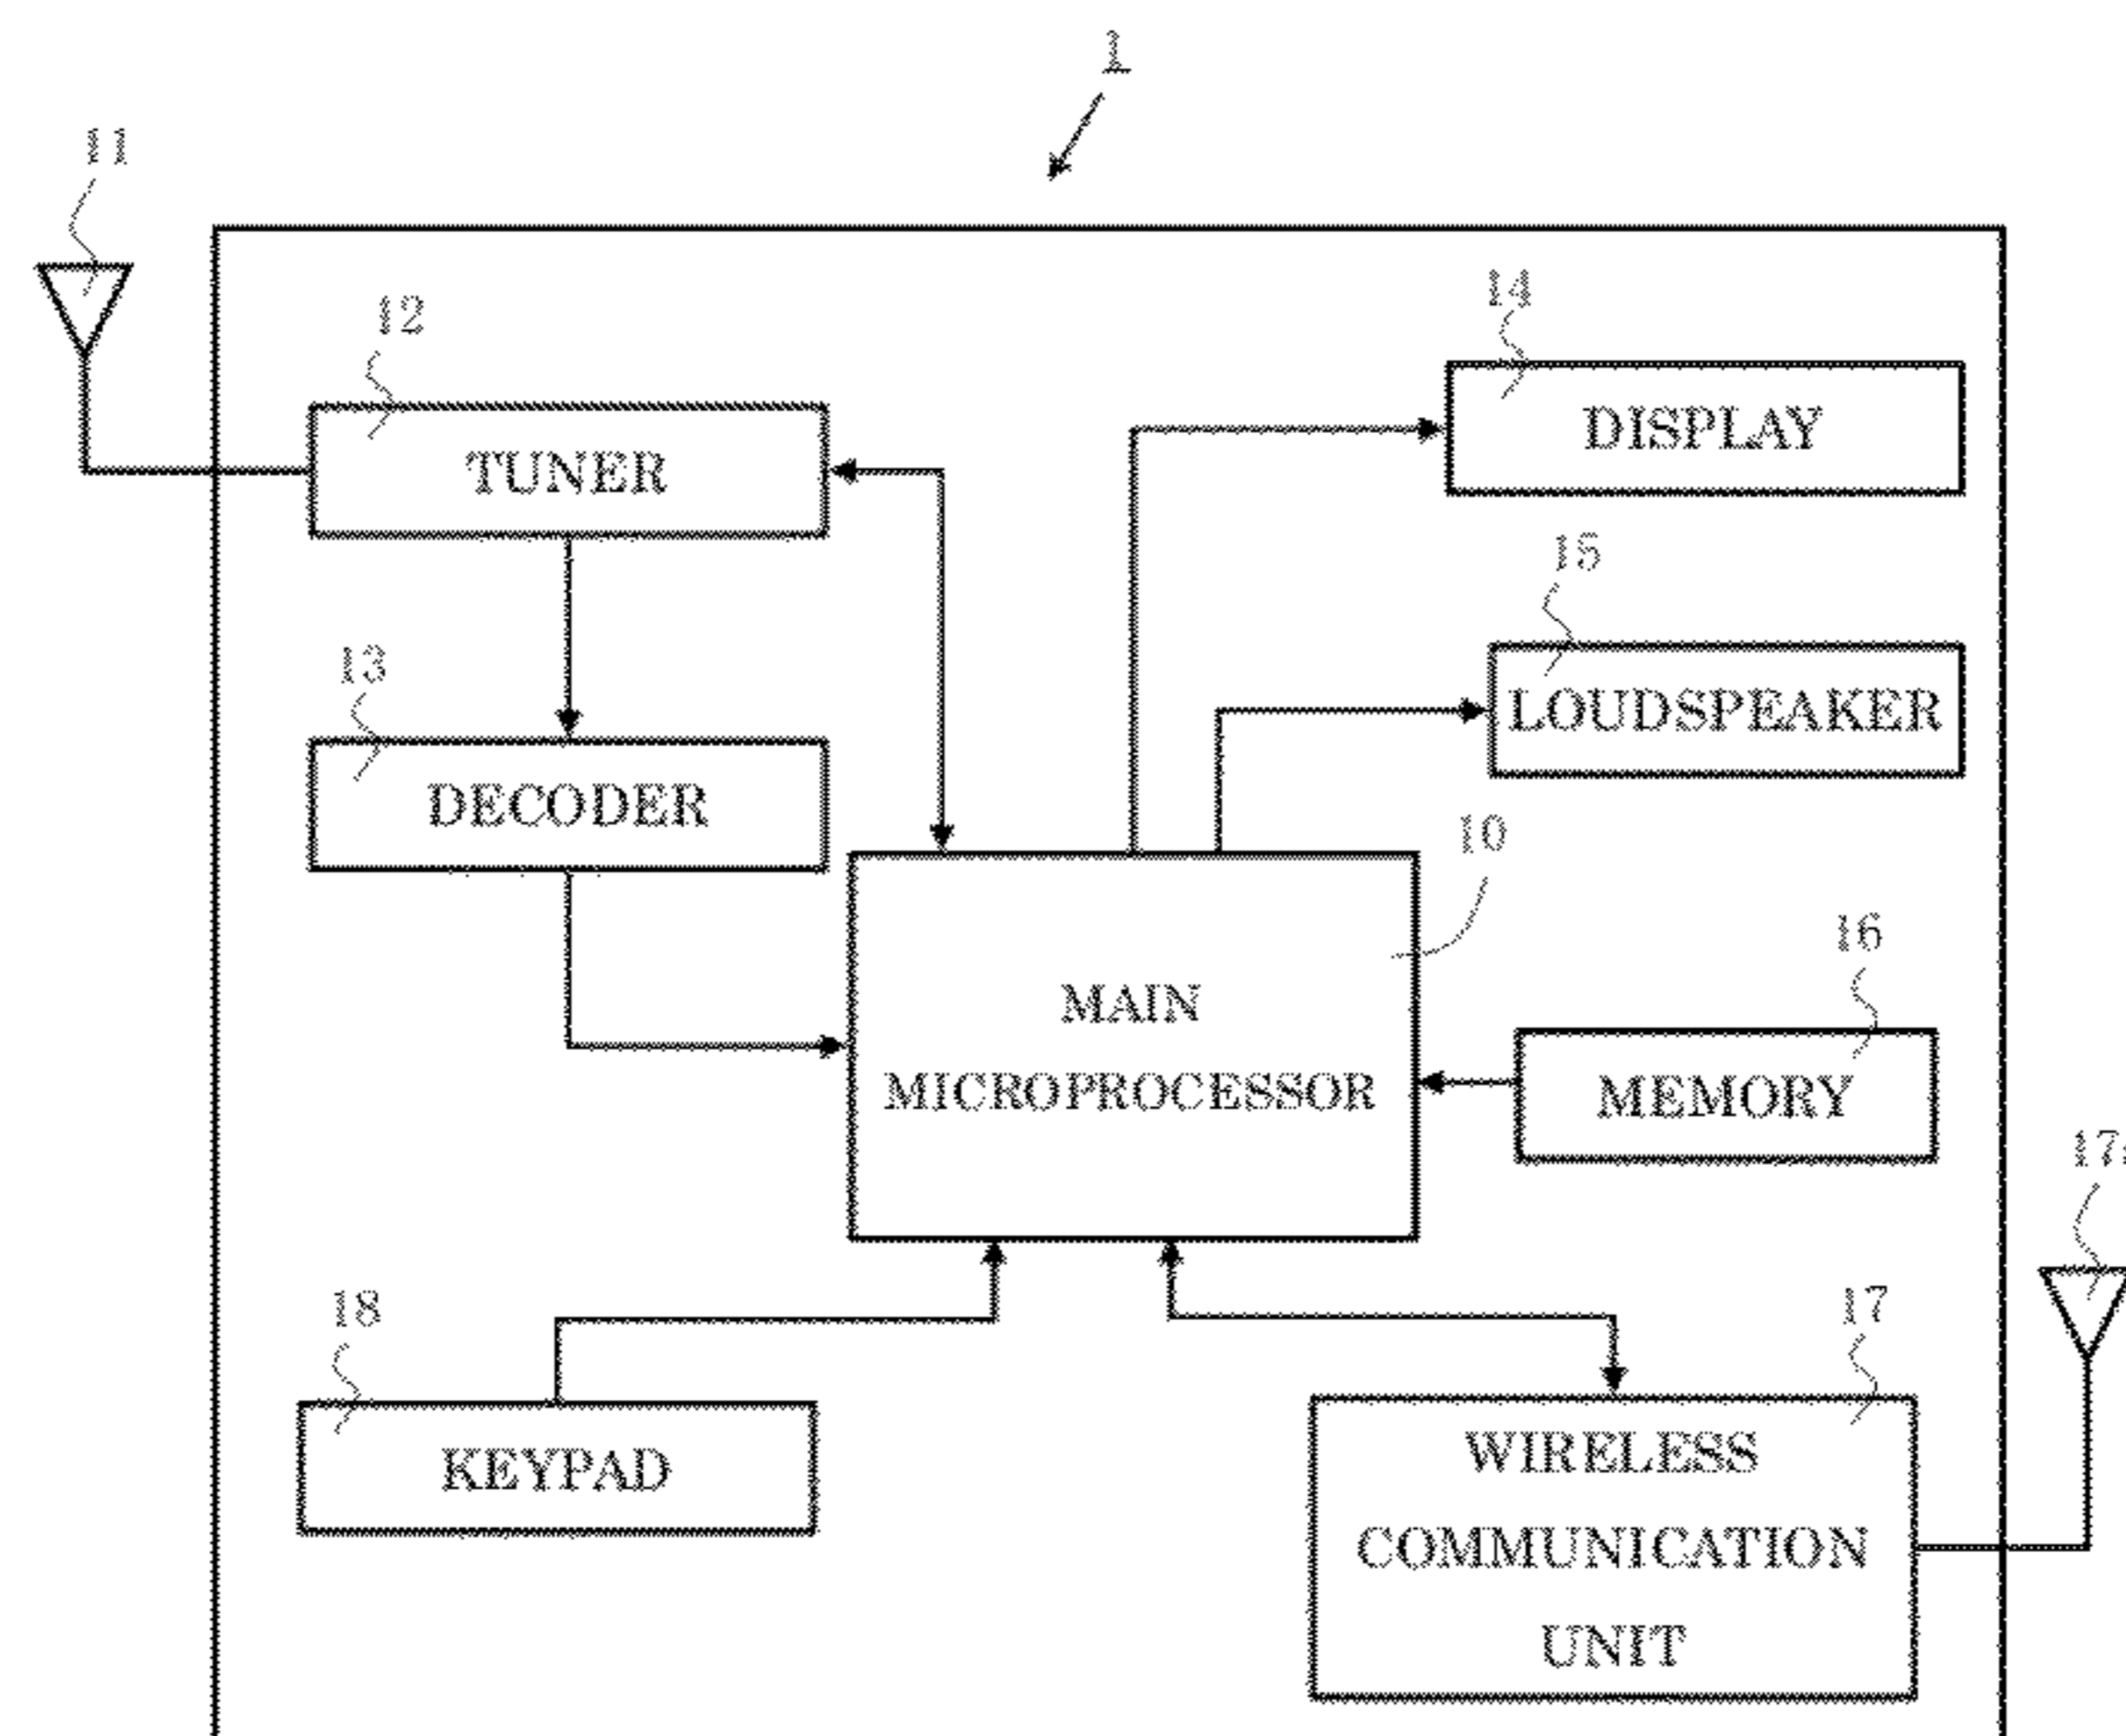 1
11
12
14
TUNER
DISPLAY
15
13
LOUDSPEAKER
DECODER
10
16
MAIN
MICROPROCESSOR
MEMORY
18
17
KEYPAD
WIRELESS
COMMUNICATION
UNIT